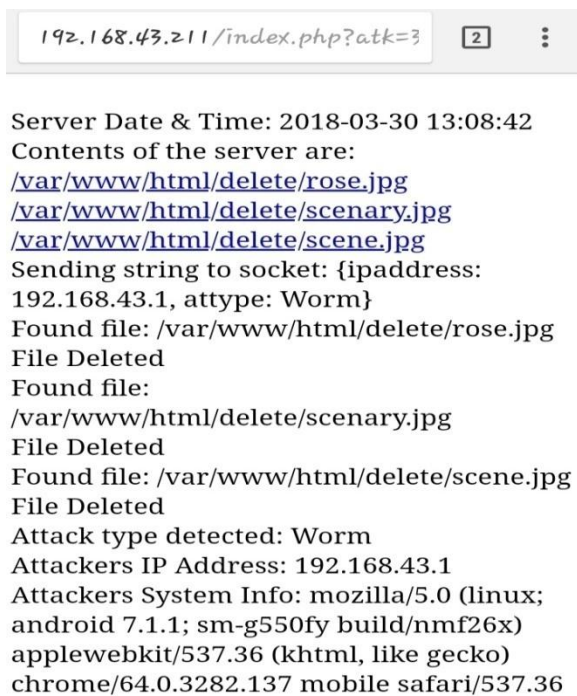 192.168.43.211/index.php?atk=3
2
Server Date & Time: 2018-03-30 13:08:42
Contents of the server are:
/var/www/html/delete/rose.jpg
/var/www/html/delete/scenary.jpg
/var/www/html/delete/scene.jpg
Sending string to socket: {ipaddress:
192.168.43.1, attype: Worm}
Found file: /var/www/html/delete/rose.jpg
File Deleted
Found file:
/var/www/html/delete/scenary.jpg
File Deleted
Found file: /var/www/html/delete/scene.jpg
File Deleted
Attack type detected: Worm
Attackers IP Address: 192.168.43.1
Attackers System Info: mozilla/5.0 (linux;
android 7.1.1; sm-g550fy build/nmf26x)
applewebkit/537.36 (khtml, like gecko)
chrome/64.0.3282.137 mobile safari/537.36